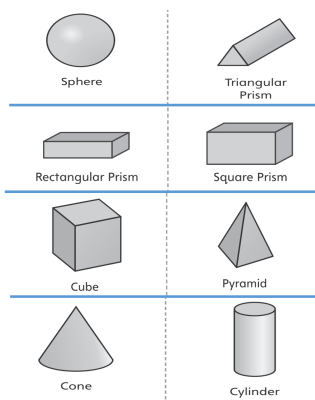 Sphere
Triangular
Prism
Rectangular Prism
Square Prism
Cube
Pyramid
Cone
Cylinder